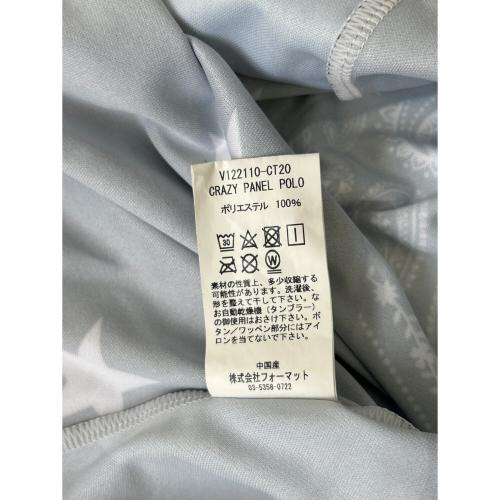 V122110-CT20
CRAZY PANEL POLO
ポリエステル 100%
素材の性質上、多少収縮する
可能性があります。洗濯後、
形を整えて干して下さい。な
お自動乾燥機(タンブラー)
の御使用はおさけ下さい。ボ
タン/ワッペン部分にはアイ
ロンを当てないで下さい。
中国産
株式会社フォーマット
03-5358-0722